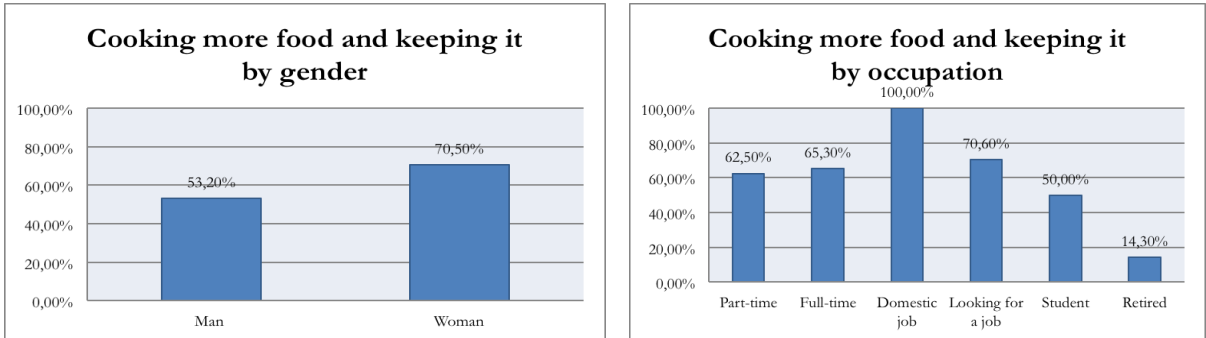 Cooking more food and keeping it
by gender
100,00%
80,00%
60,00%
40,00%
20,00%
0,00%
53,20%
70,50%
Man
Woman
Cooking more food and keeping it
by occupation
100,00%
80,00%
60,00%
40,00%
20,00%
0,00%
62,50%
65,30%
100,00%
70,60%
50,00%
14,30%
Part-time
Full-time
Domestic
job
Looking for
a job
Student
Retired